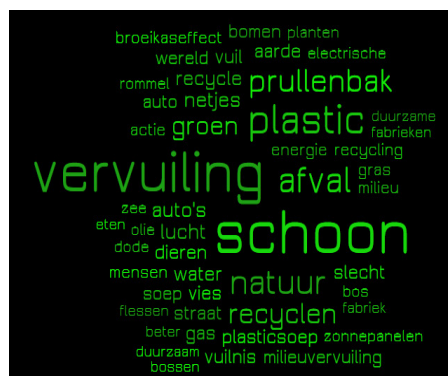 broeikaseffect bomen planten
wereld vuil aarde electrische
rommel recycle prullenbak
auto netjes
actie groen plastic duurzame
fabrieken
energie recycling
vervuiling afval gras
milieu
zee auto's
eten olie lucht schoon
dode dieren
mensen water natuur slecht
soep vies bos
flessen straat recyclen fabriek
beter gas plasticsoep zonnepanelen
duurzaam vuilnis milieuvervuiling
bossen